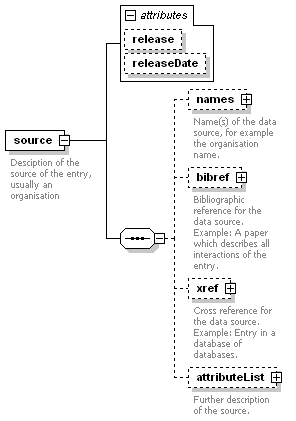 attributes
release
releaseDate
source
Desciption of the
source of the entry,
usually an
organisation
names
Name(s) of the data
source, for example
the organisation
name.
bibref
Bibliographic
reference for the
data source.
Example: A paper
which describes all
interactions of the
entry.
xref
Cross reference for
the data source.
Example: Entry in a
database of
databases.
attributeList
Further description
of the source.